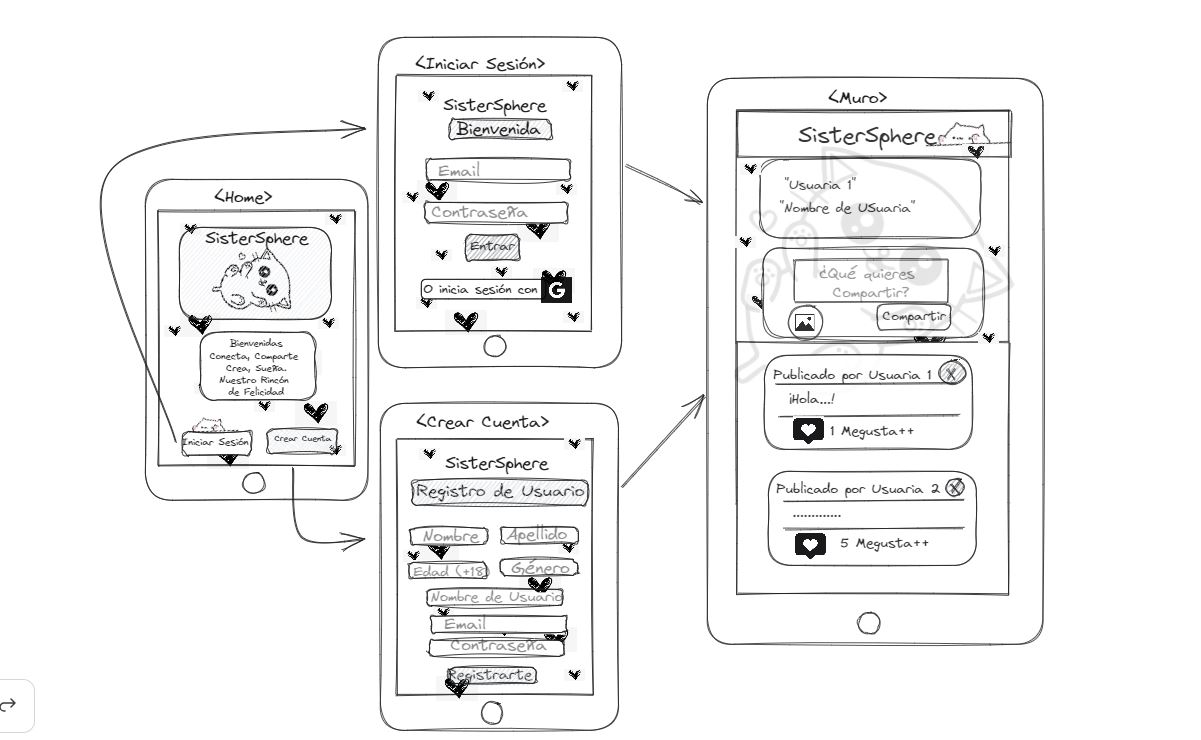 <Home>
SisterSphere
Bienvenidas
Conecta, Comparte
Crea, Sueña.
Nuestro Rincón
de Felicidad
Iniciar Sesión
Crear Cuenta
<Iniciar Sesión>
SisterSphere
Bienvenida
Email
Contraseña
Entrar
O inicia sesión con G
<Crear Cuenta>
SisterSphere
Registro de Usuario
Nombre Apellido
Edad (+18) Género
Nombre de Usuario
Email
Contraseña
Registrarte
<Muro>
SisterSphere
"Usuaria 1"
"Nombre de USuaria"
¿Qué quieres
Compartir?
Compartir
Publicado por Usuaria 1 X
¡Hola...!
1 Megusta++
Publicado por Usuaria 2 X
.............
5 Megusta++